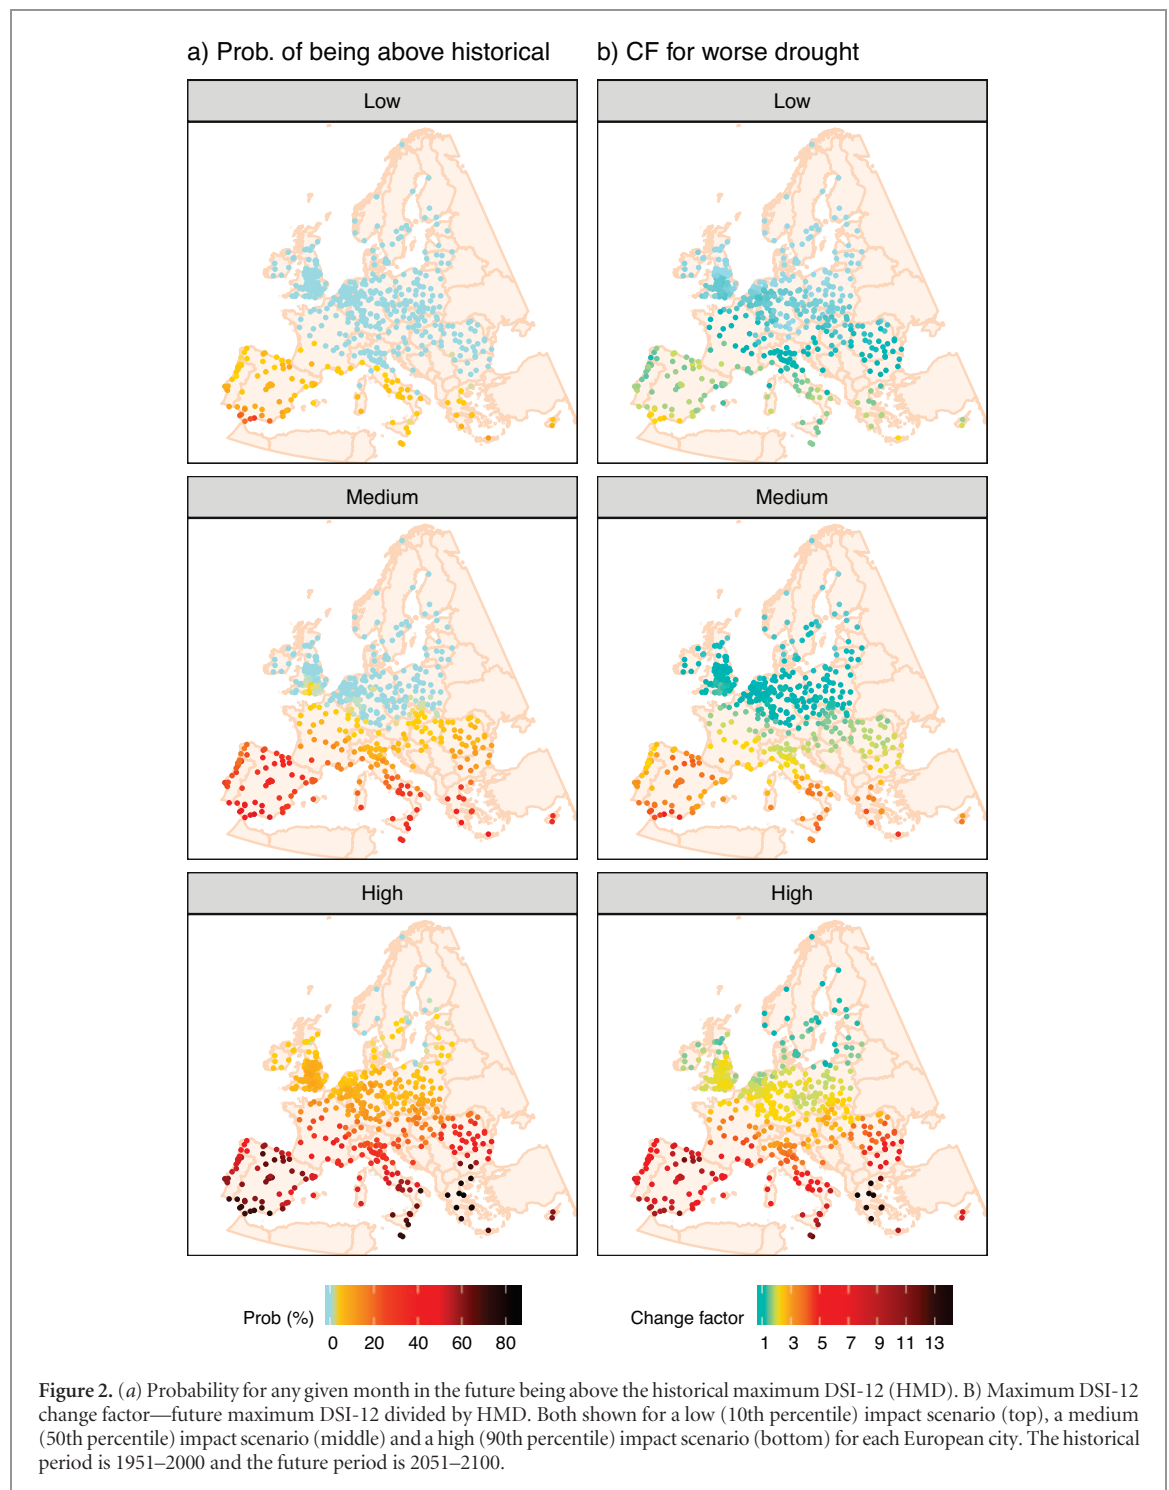 a) Prob. of being above historical
b) CF for worse drought
Low
Low
Medium
Medium
High
High
Prob (%)
0 20 40 60 80
Change factor
1 3 5 7 9 11 13
Figure 2. (a) Probability for any given month in the future being above the historical maximum DSI-12 (HMD). B) Maximum DSI-12
change factor—future maximum DSI-12 divided by HMD. Both shown for a low (10th percentile) impact scenario (top), a medium
(50th percentile) impact scenario (middle) and a high (90th percentile) impact scenario (bottom) for each European city. The historical
period is 1951–2000 and the future period is 2051–2100.